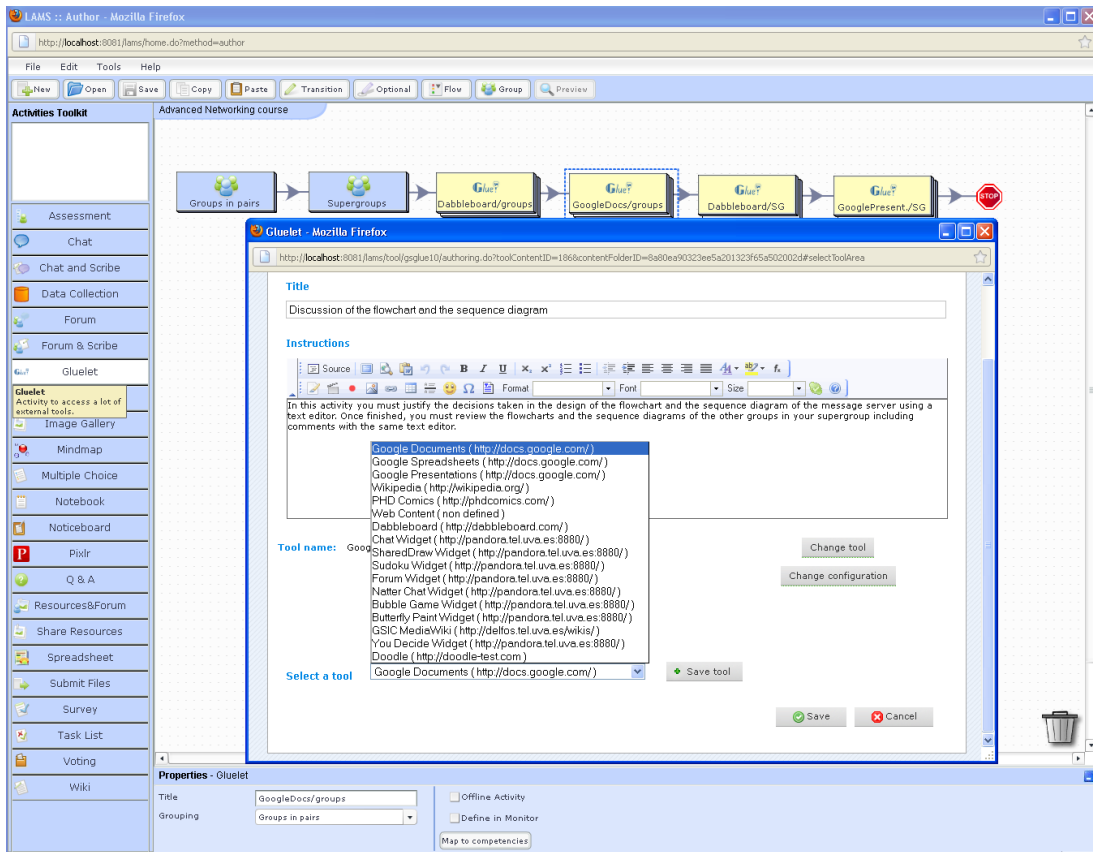 LAMS :: Author - Mozilla Firefox
http://localhost:8081/lams/home.do?method=author
File Edit Tools Help
New Open Save Copy Paste Transition Optional Flow Group Preview
Activities Toolkit
Advanced Networking course
Groups in pairs
Supergroups
Glue!
Dabbleboard/groups
Glue!
GoogleDocs/groups
Glue!
Dabbleboard/SG
Glue!
GooglePresent./SG
STOP
Assessment
Chat
Chat and Scribe
Data Collection
Forum
Forum & Scribe
Gluelet
Gluelet
Activity to access a lot of
external tools.
Image Gallery
Mindmap
Multiple Choice
Notebook
Noticeboard
Pixlr
Q & A
Resources&Forum
Share Resources
Spreadsheet
Submit Files
Survey
Task List
Voting
Wiki
Gluelet - Mozilla Firefox
http://localhost:8081/lams/tool/gsglue10/authoring.do?toolContentID=186&contentFolderID=8a80ea90323ee5a201323f65a502002d#selectToolArea
Title
Discussion of the flowchart and the sequence diagram
Instructions
Source B I U
Format Font Size
In this activity you must justify the decisions taken in the design of the flowchart and the sequence diagram of the message server using a
text editor. Once finished, you must review the flowcharts and the sequence diagrams of the other groups in your supergroup including
comments with the same text editor.
Google Documents ( http://docs.google.com/ )
Google Spreadsheets ( http://docs.google.com/ )
Google Presentations ( http://docs.google.com/ )
Wikipedia ( http://wikipedia.org/ )
PHD Comics ( http://phdcomics.com/ )
Web Content ( non defined )
Dabbleboard ( http://dabbleboard.com/ )
Chat Widget ( http://pandora.tel.uva.es:8880/ )
SharedDraw Widget ( http://pandora.tel.uva.es:8880/ )
Sudoku Widget ( http://pandora.tel.uva.es:8880/ )
Forum Widget ( http://pandora.tel.uva.es:8880/ )
Natter Chat Widget ( http://pandora.tel.uva.es:8880/ )
Bubble Game Widget ( http://pandora.tel.uva.es:8880/ )
Butterfly Paint Widget ( http://pandora.tel.uva.es:8880/ )
GSIC MediaWiki ( http://delfos.tel.uva.es/wikis/ )
You Decide Widget ( http://pandora.tel.uva.es:8880/ )
Doodle ( http://doodle-test.com )
Tool name: Goog
Change tool
Change configuration
Select a tool Google Documents ( http://docs.google.com/ ) Save tool
Save Cancel
Properties - Gluelet
Title GoogleDocs/groups
Grouping Groups in pairs
Offline Activity
Define in Monitor
Map to competencies